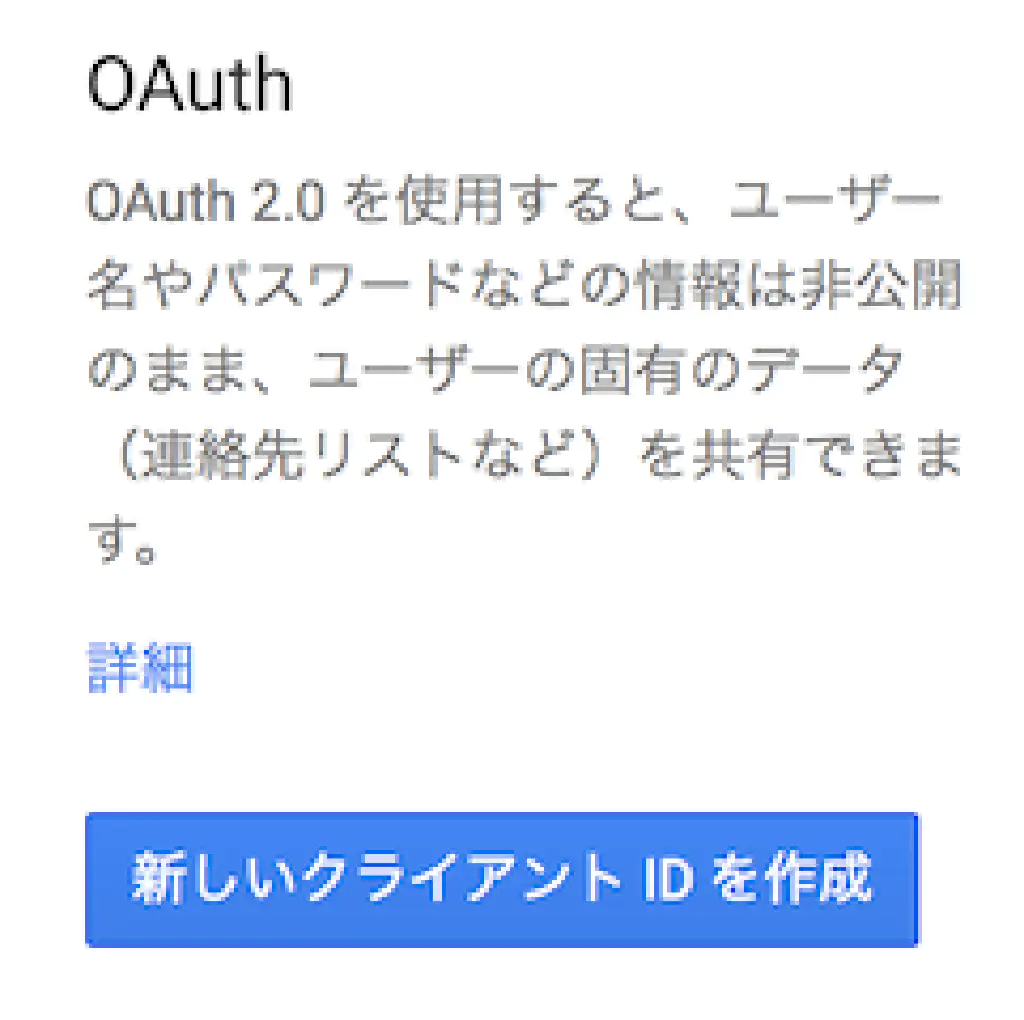 OAuth
OAuth 2.0 を使用すると、ユーザー
名やパスワードなどの情報は非公開
のまま、ユーザーの固有のデータ
（連絡先リストなど）を共有できま
す。
詳細
新しいクライアント ID を作成